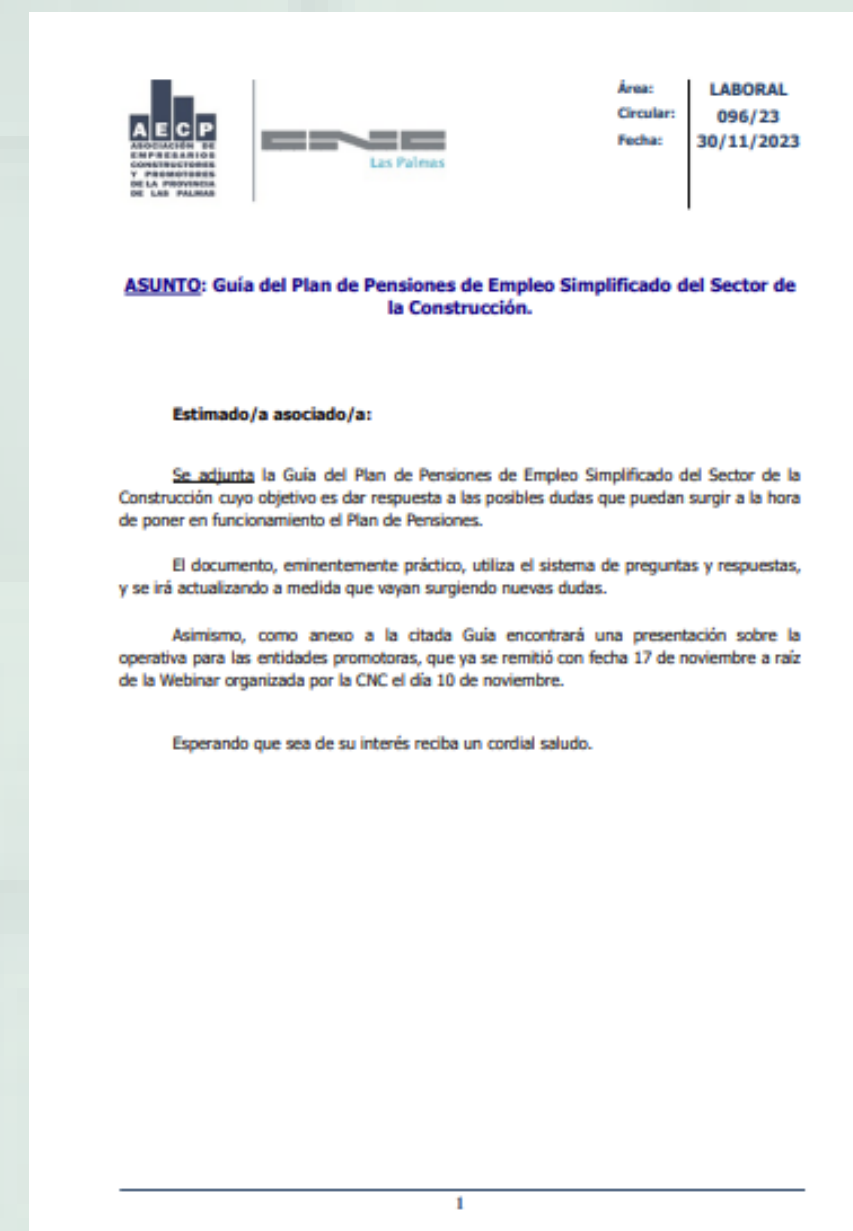 AECP
ASOCIACIÓN DE
EMPRESARIOS
CONSTRUCTORES
Y PROMOTORES
DE LA PROVINCIA
DE LAS PALMAS
CNC
Las Palmas
Área: LABORAL
Circular: 096/23
Fecha: 30/11/2023
ASUNTO: Guía del Plan de Pensiones de Empleo Simplificado del Sector de
la Construcción.
Estimado/a asociado/a:
Se adjunta la Guía del Plan de Pensiones de Empleo Simplificado del Sector de la
Construcción cuyo objetivo es dar respuesta a las posibles dudas que puedan surgir a la hora
de poner en funcionamiento el Plan de Pensiones.
El documento, eminentemente práctico, utiliza el sistema de preguntas y respuestas,
y se irá actualizando a medida que vayan surgiendo nuevas dudas.
Asimismo, como anexo a la citada Guía encontrará una presentación sobre la
operativa para las entidades promotoras, que ya se remitió con fecha 17 de noviembre a raíz
de la Webinar organizada por la CNC el día 10 de noviembre.
Esperando que sea de su interés reciba un cordial saludo.
1